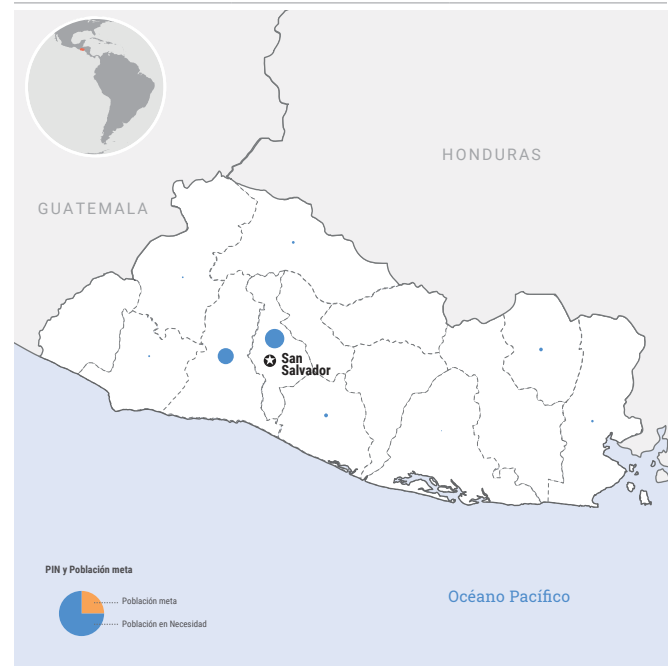 HONDURAS
GUATEMALA
San
Salvador
PIN y Población meta
Población meta
Población en Necesidad
Océano Pacífico